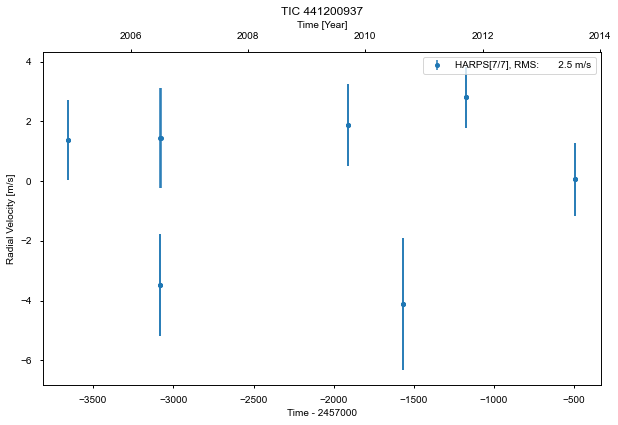 TIC 441200937
Time [Year]
2006 2008 2010 2012 2014
HARPS[7/7], RMS: 2.5 m/s
4
2
0
−2
−4
−6
Radial Velocity [m/s]
−3500 −3000 −2500 −2000 −1500 −1000 −500
Time - 2457000